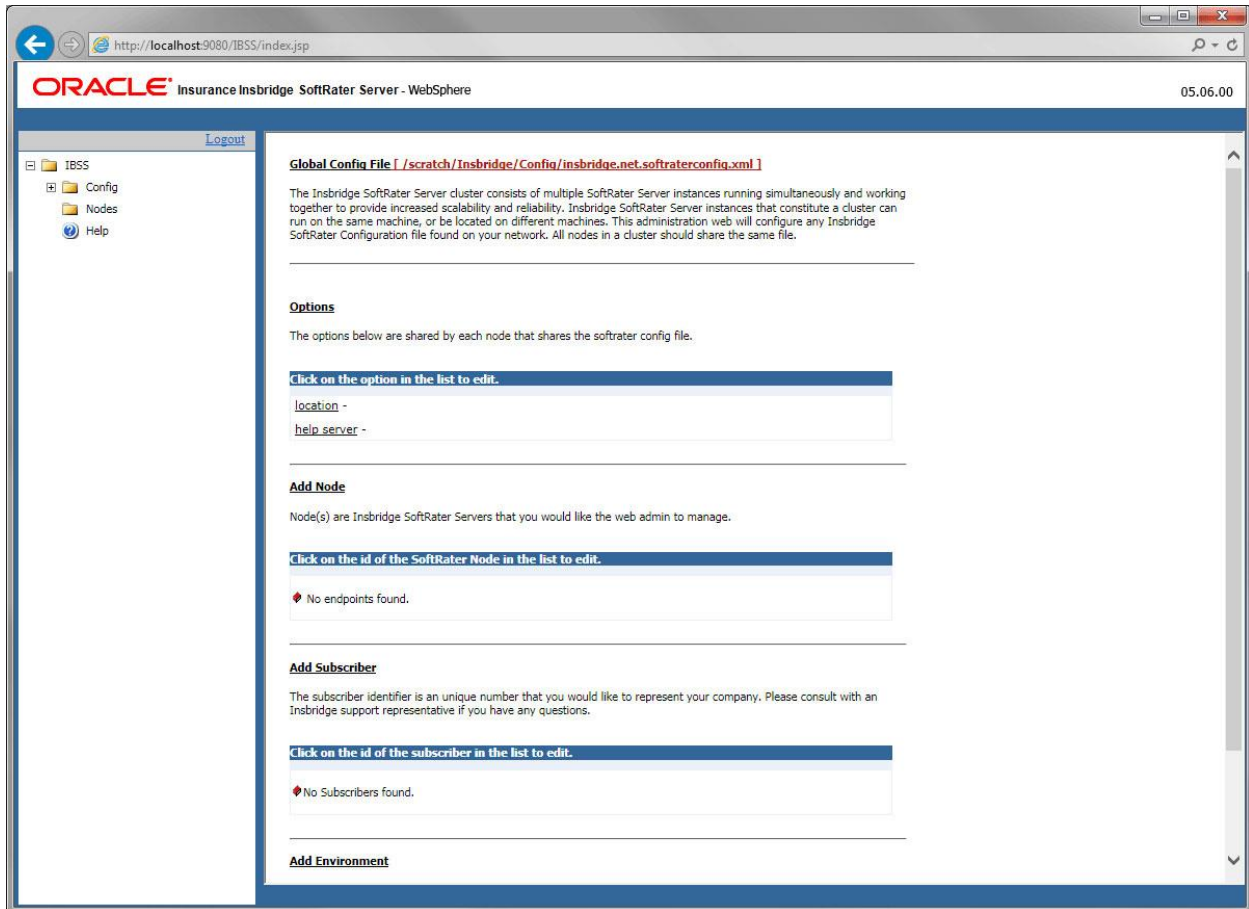 http://localhost:9080/IBSS/index.jsp
ORACLE® Insurance Insbridge SoftRater Server - WebSphere
05.06.00
Logout
IBSS
Config
Nodes
Help
Global Config File [ /scratch/Insbridge/Config/insbridge.net.softraterconfig.xml ]
The Insbridge SoftRater Server cluster consists of multiple SoftRater Server instances running simultaneously and working
together to provide increased scalability and reliability. Insbridge SoftRater Server instances that constitute a cluster can
run on the same machine, or be located on different machines. This administration web will configure any Insbridge
SoftRater Configuration file found on your network. All nodes in a cluster should share the same file.
Options
The options below are shared by each node that shares the softrater config file.
Click on the option in the list to edit.
location -
help server -
Add Node
Node(s) are Insbridge SoftRater Servers that you would like the web admin to manage.
Click on the id of the SoftRater Node in the list to edit.
No endpoints found.
Add Subscriber
The subscriber identifier is an unique number that you would like to represent your company. Please consult with an
Insbridge support representative if you have any questions.
Click on the id of the subscriber in the list to edit.
No Subscribers found.
Add Environment